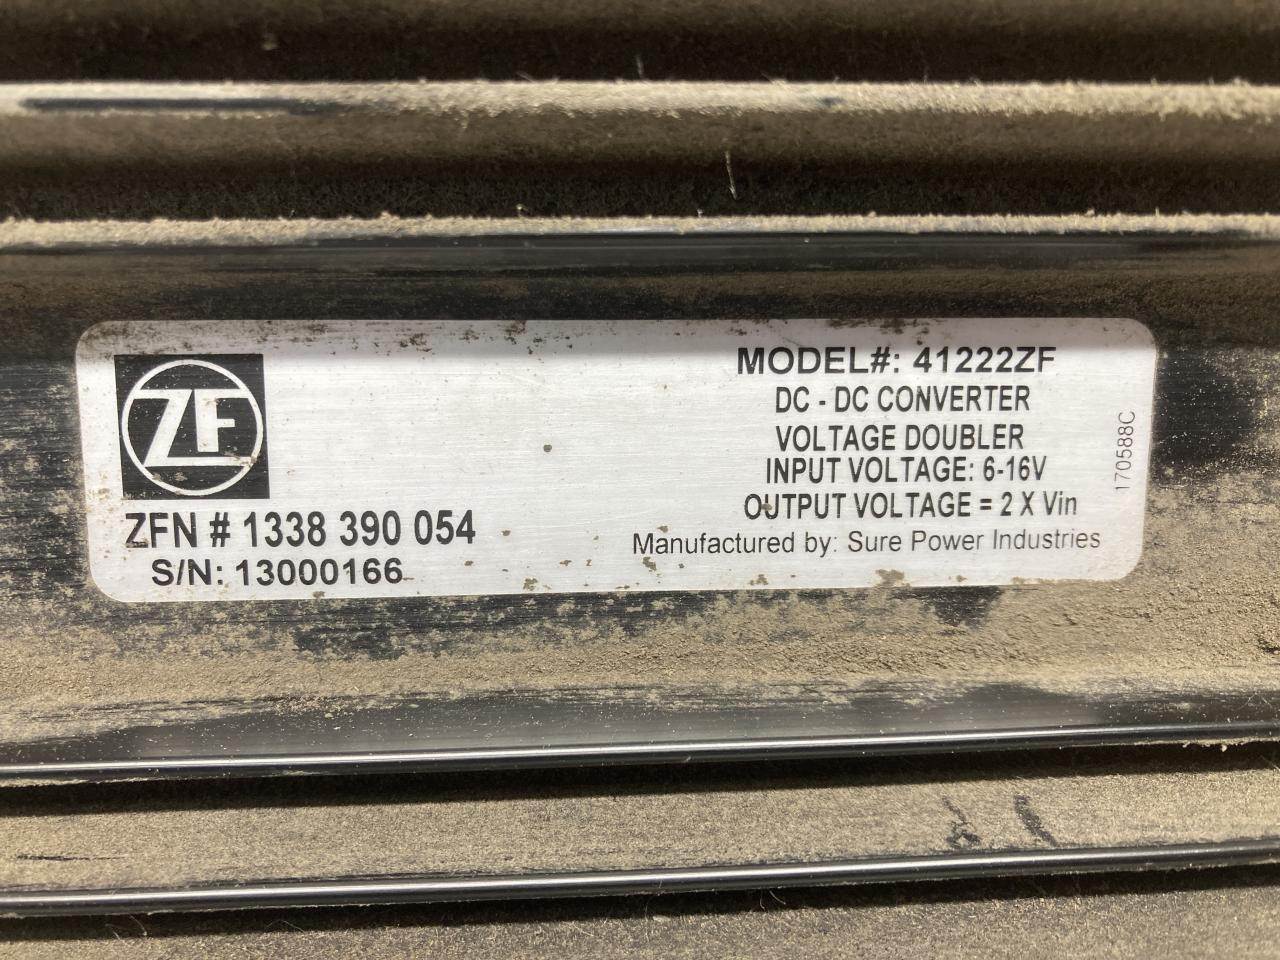 ZF
ZFN # 1338 390 054
S/N: 13000166
MODEL#: 41222ZF
DC - DC CONVERTER
VOLTAGE DOUBLER
INPUT VOLTAGE: 6-16V
OUTPUT VOLTAGE = 2 X Vin
Manufactured by: Sure Power Industries
170588C